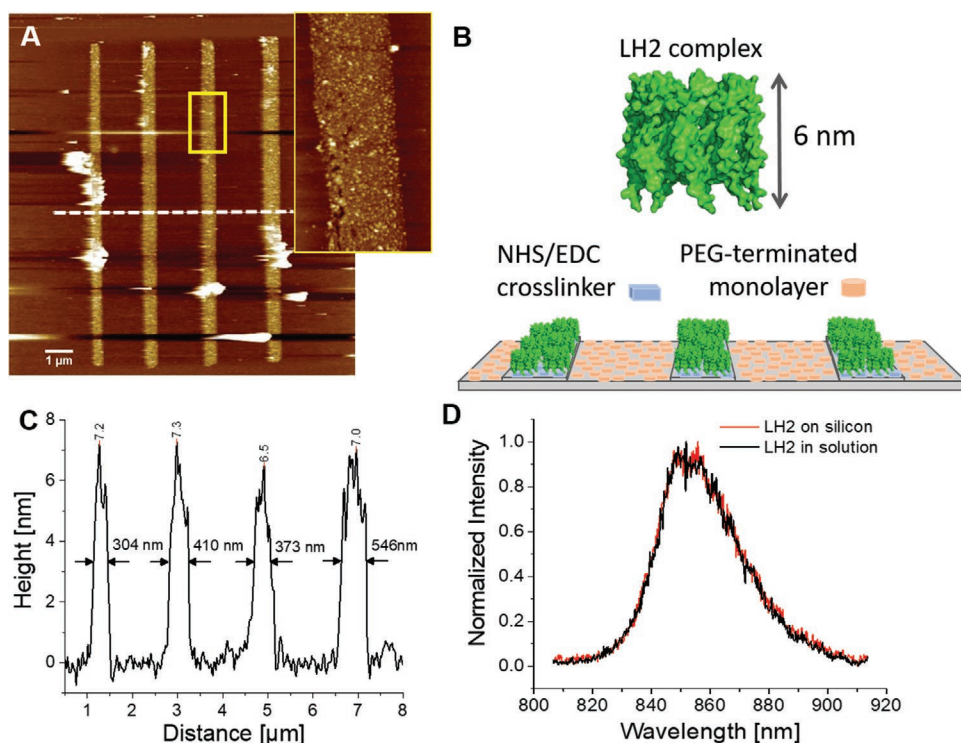 A
1 µm
B
LH2 complex
6 nm
NHS/EDC
crosslinker
PEG-terminated
monolayer
C
Height [nm]
8
6
4
2
0
7.2
7.3
6.5
7.0
304 nm
410 nm
373 nm
546nm
1 2 3 4 5 6 7 8
Distance [µm]
D
Normalized Intensity
1.0
0.8
0.6
0.4
0.2
0.0
LH2 on silicon
LH2 in solution
800 820 840 860 880 900 920
Wavelength [nm]